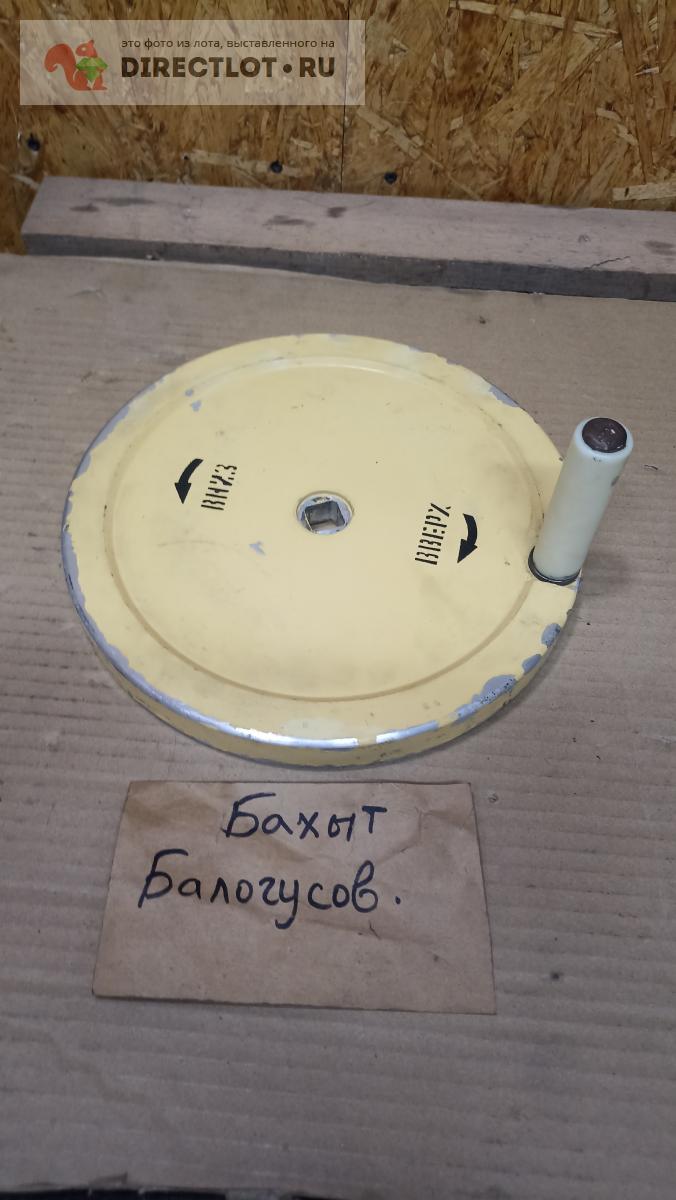 это фото из лота, выставленного на
DIRECTLOT.RU
ВНИЗ
ВВЕРХ
Бахыт
Балогусов.